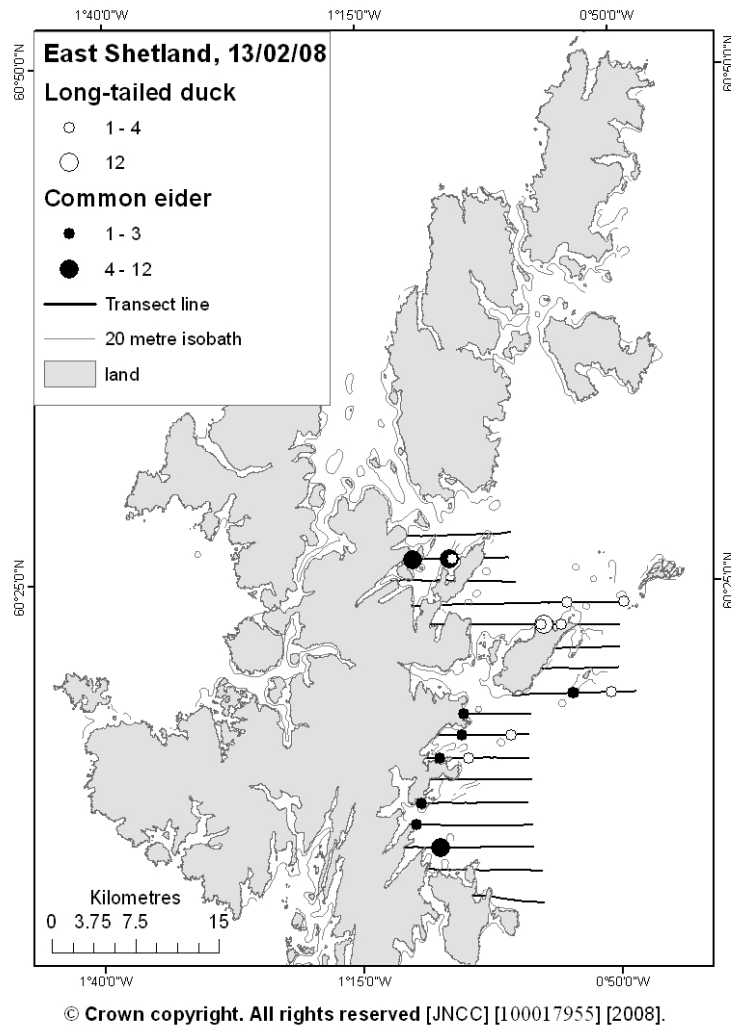 1°40'0"W 1°15'0"W 0°50'0"W
60°50'0"N
60°50'0"N
East Shetland, 13/02/08
Long-tailed duck
1 - 4
12
Common eider
1 - 3
4 - 12
Transect line
20 metre isobath
land
60°25'0"N
60°25'0"N
Kilometres
0 3.75 7.5 15
1°40'0"W 1°15'0"W 0°50'0"W
© Crown copyright. All rights reserved [JNCC] [100017955] [2008].